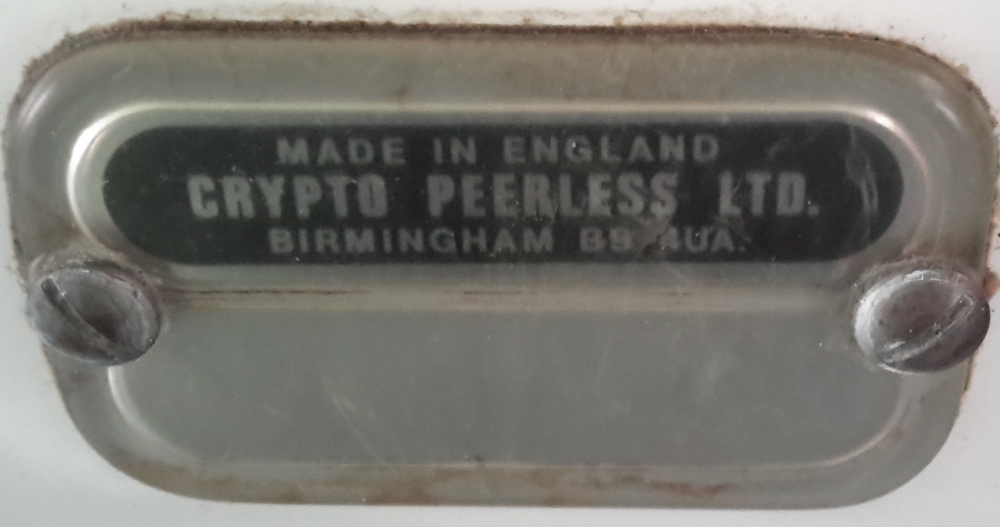 MADE IN ENGLAND
CRYPTO PEERLESS LTD.
BIRMINGHAM B9 4UA.